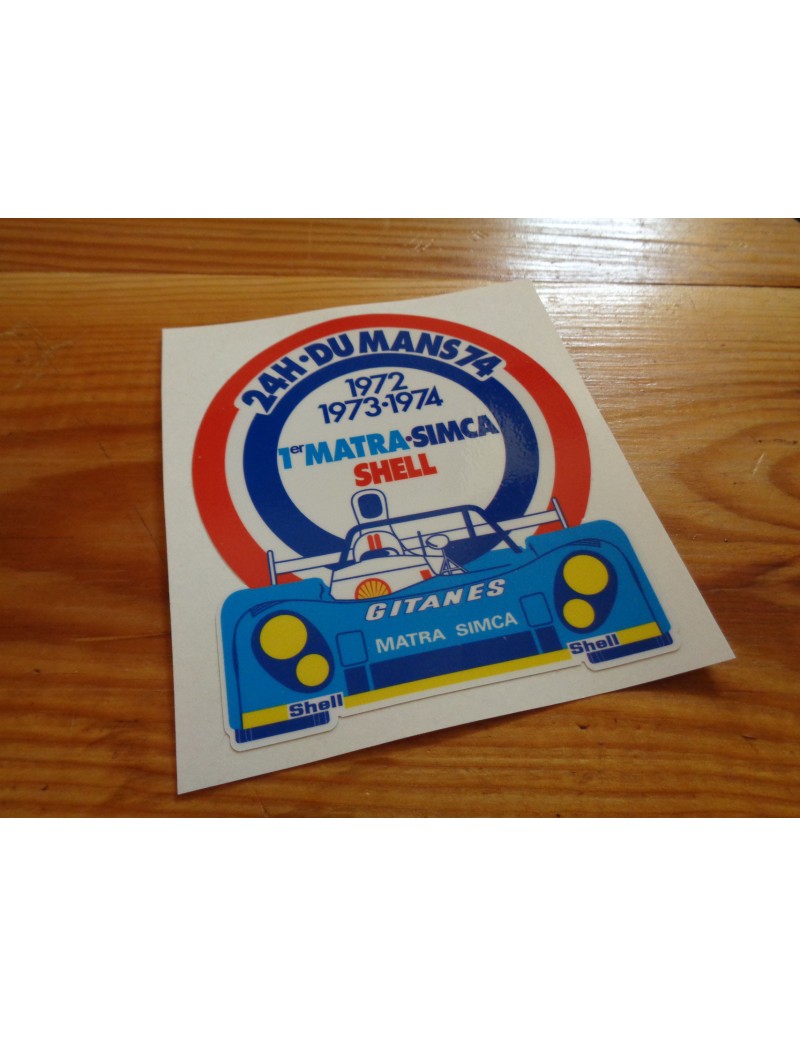 24H·DU MANS 74
1972
1973·1974
1er MATRA·SIMCA
SHELL
GITANES
MATRA SIMCA
Shell
Shell